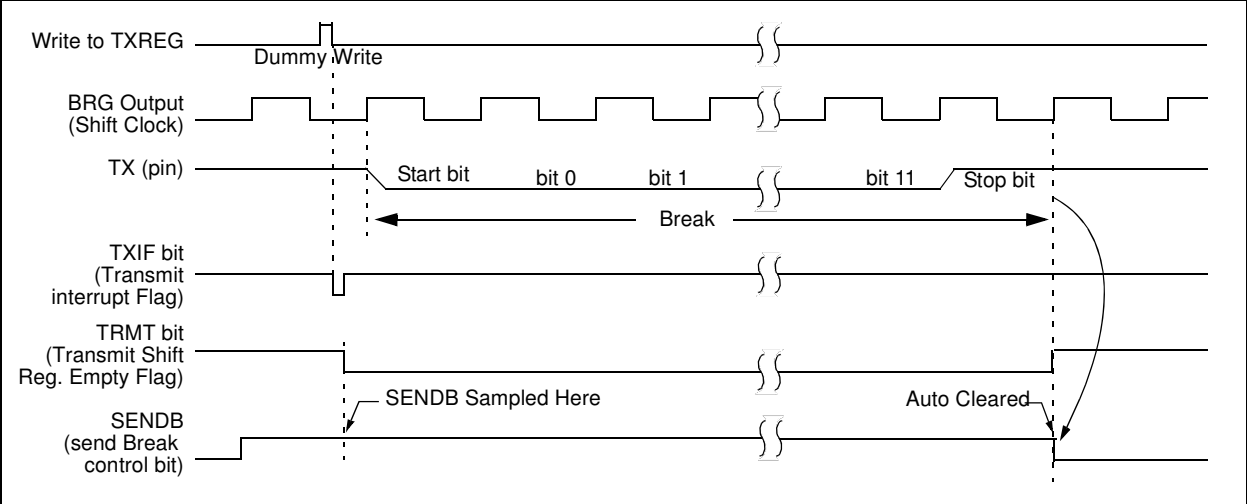 Write to TXREG
Dummy Write
BRG Output
(Shift Clock)
TX (pin)
Start bit
bit 0
bit 1
bit 11
Stop bit
Break
TXIF bit
(Transmit
interrupt Flag)
TRMT bit
(Transmit Shift
Reg. Empty Flag)
SENDB Sampled Here
Auto Cleared
SENDB
(send Break
control bit)